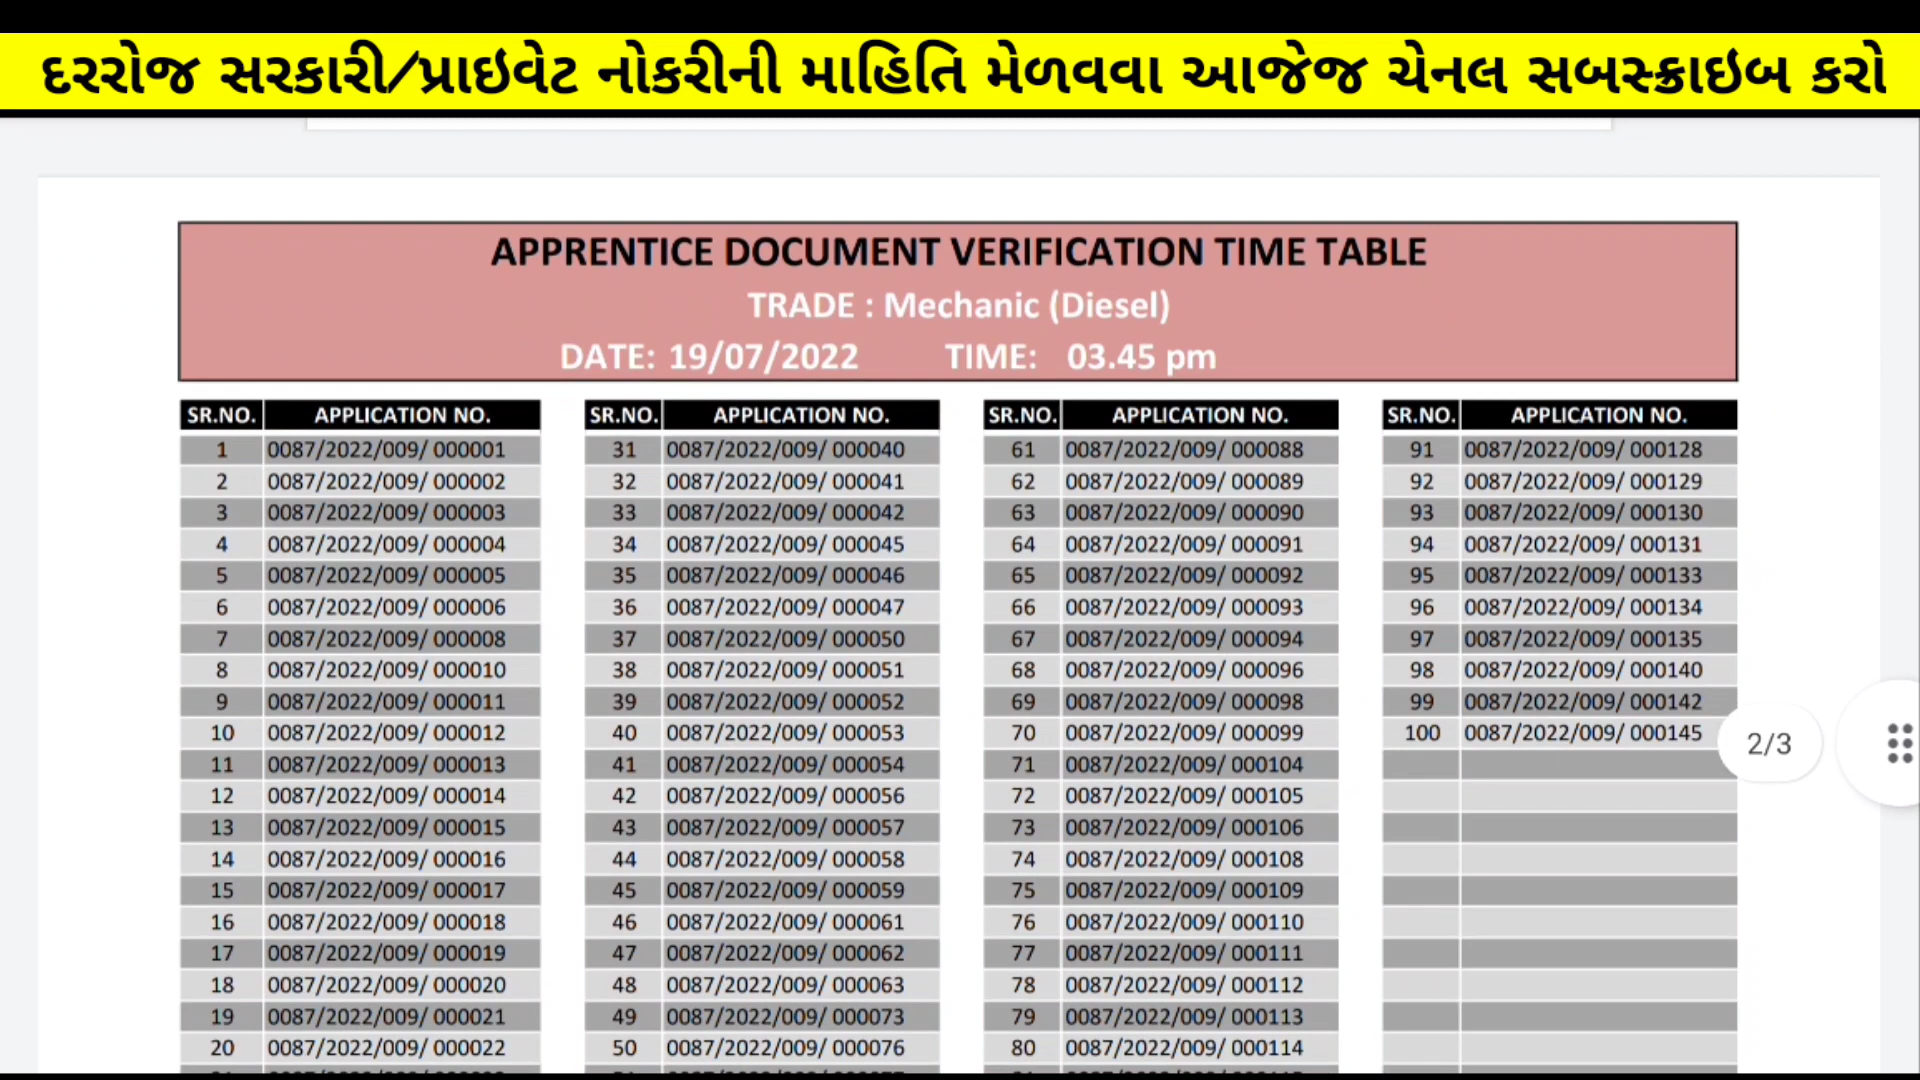 દરરોજ સરકારી/પ્રાઇવેટ નોકરીની માહિતિ મેળવવા આજેજ ચેનલ સબસ્ક્રાઇબ કરો
APPRENTICE DOCUMENT VERIFICATION TIME TABLE
TRADE : Mechanic (Diesel)
DATE: 19/07/2022 TIME: 03.45 pm
SR.NO. APPLICATION NO. SR.NO. APPLICATION NO. SR.NO. APPLICATION NO. SR.NO. APPLICATION NO.
1 0087/2022/009/ 000001 31 0087/2022/009/ 000040 61 0087/2022/009/ 000088 91 0087/2022/009/ 000128
2 0087/2022/009/ 000002 32 0087/2022/009/ 000041 62 0087/2022/009/ 000089 92 0087/2022/009/ 000129
3 0087/2022/009/ 000003 33 0087/2022/009/ 000042 63 0087/2022/009/ 000090 93 0087/2022/009/ 000130
4 0087/2022/009/ 000004 34 0087/2022/009/ 000045 64 0087/2022/009/ 000091 94 0087/2022/009/ 000131
5 0087/2022/009/ 000005 35 0087/2022/009/ 000046 65 0087/2022/009/ 000092 95 0087/2022/009/ 000133
6 0087/2022/009/ 000006 36 0087/2022/009/ 000047 66 0087/2022/009/ 000093 96 0087/2022/009/ 000134
7 0087/2022/009/ 000008 37 0087/2022/009/ 000050 67 0087/2022/009/ 000094 97 0087/2022/009/ 000135
8 0087/2022/009/ 000010 38 0087/2022/009/ 000051 68 0087/2022/009/ 000096 98 0087/2022/009/ 000140
9 0087/2022/009/ 000011 39 0087/2022/009/ 000052 69 0087/2022/009/ 000098 99 0087/2022/009/ 000142
10 0087/2022/009/ 000012 40 0087/2022/009/ 000053 70 0087/2022/009/ 000099 100 0087/2022/009/ 000145
2/3
11 0087/2022/009/ 000013 41 0087/2022/009/ 000054 71 0087/2022/009/ 000104
12 0087/2022/009/ 000014 42 0087/2022/009/ 000056 72 0087/2022/009/ 000105
13 0087/2022/009/ 000015 43 0087/2022/009/ 000057 73 0087/2022/009/ 000106
14 0087/2022/009/ 000016 44 0087/2022/009/ 000058 74 0087/2022/009/ 000108
15 0087/2022/009/ 000017 45 0087/2022/009/ 000059 75 0087/2022/009/ 000109
16 0087/2022/009/ 000018 46 0087/2022/009/ 000061 76 0087/2022/009/ 000110
17 0087/2022/009/ 000019 47 0087/2022/009/ 000062 77 0087/2022/009/ 000111
18 0087/2022/009/ 000020 48 0087/2022/009/ 000063 78 0087/2022/009/ 000112
19 0087/2022/009/ 000021 49 0087/2022/009/ 000073 79 0087/2022/009/ 000113
20 0087/2022/009/ 000022 50 0087/2022/009/ 000076 80 0087/2022/009/ 000114